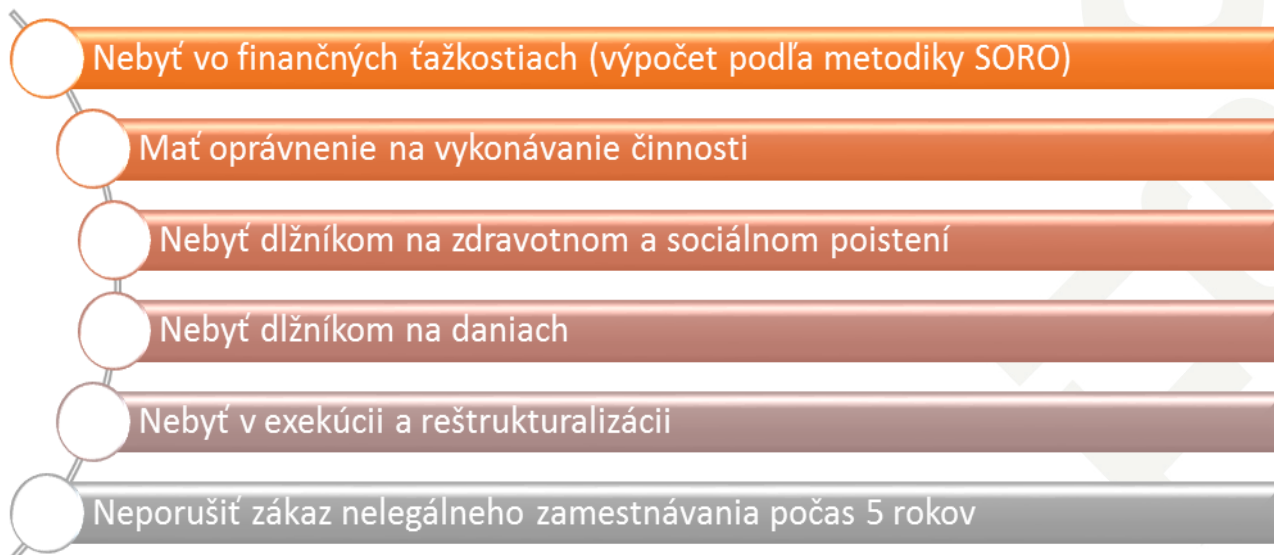 Nebyť vo finančných ťažkostiach (výpočet podľa metodiky SORO)
Mať oprávnenie na vykonávanie činnosti
Nebyť dlžníkom na zdravotnom a sociálnom poistení
Nebyť dlžníkom na daniach
Nebyť v exekúcii a reštrukturalizácii
Neporušiť zákaz nelegálneho zamestnávania počas 5 rokov